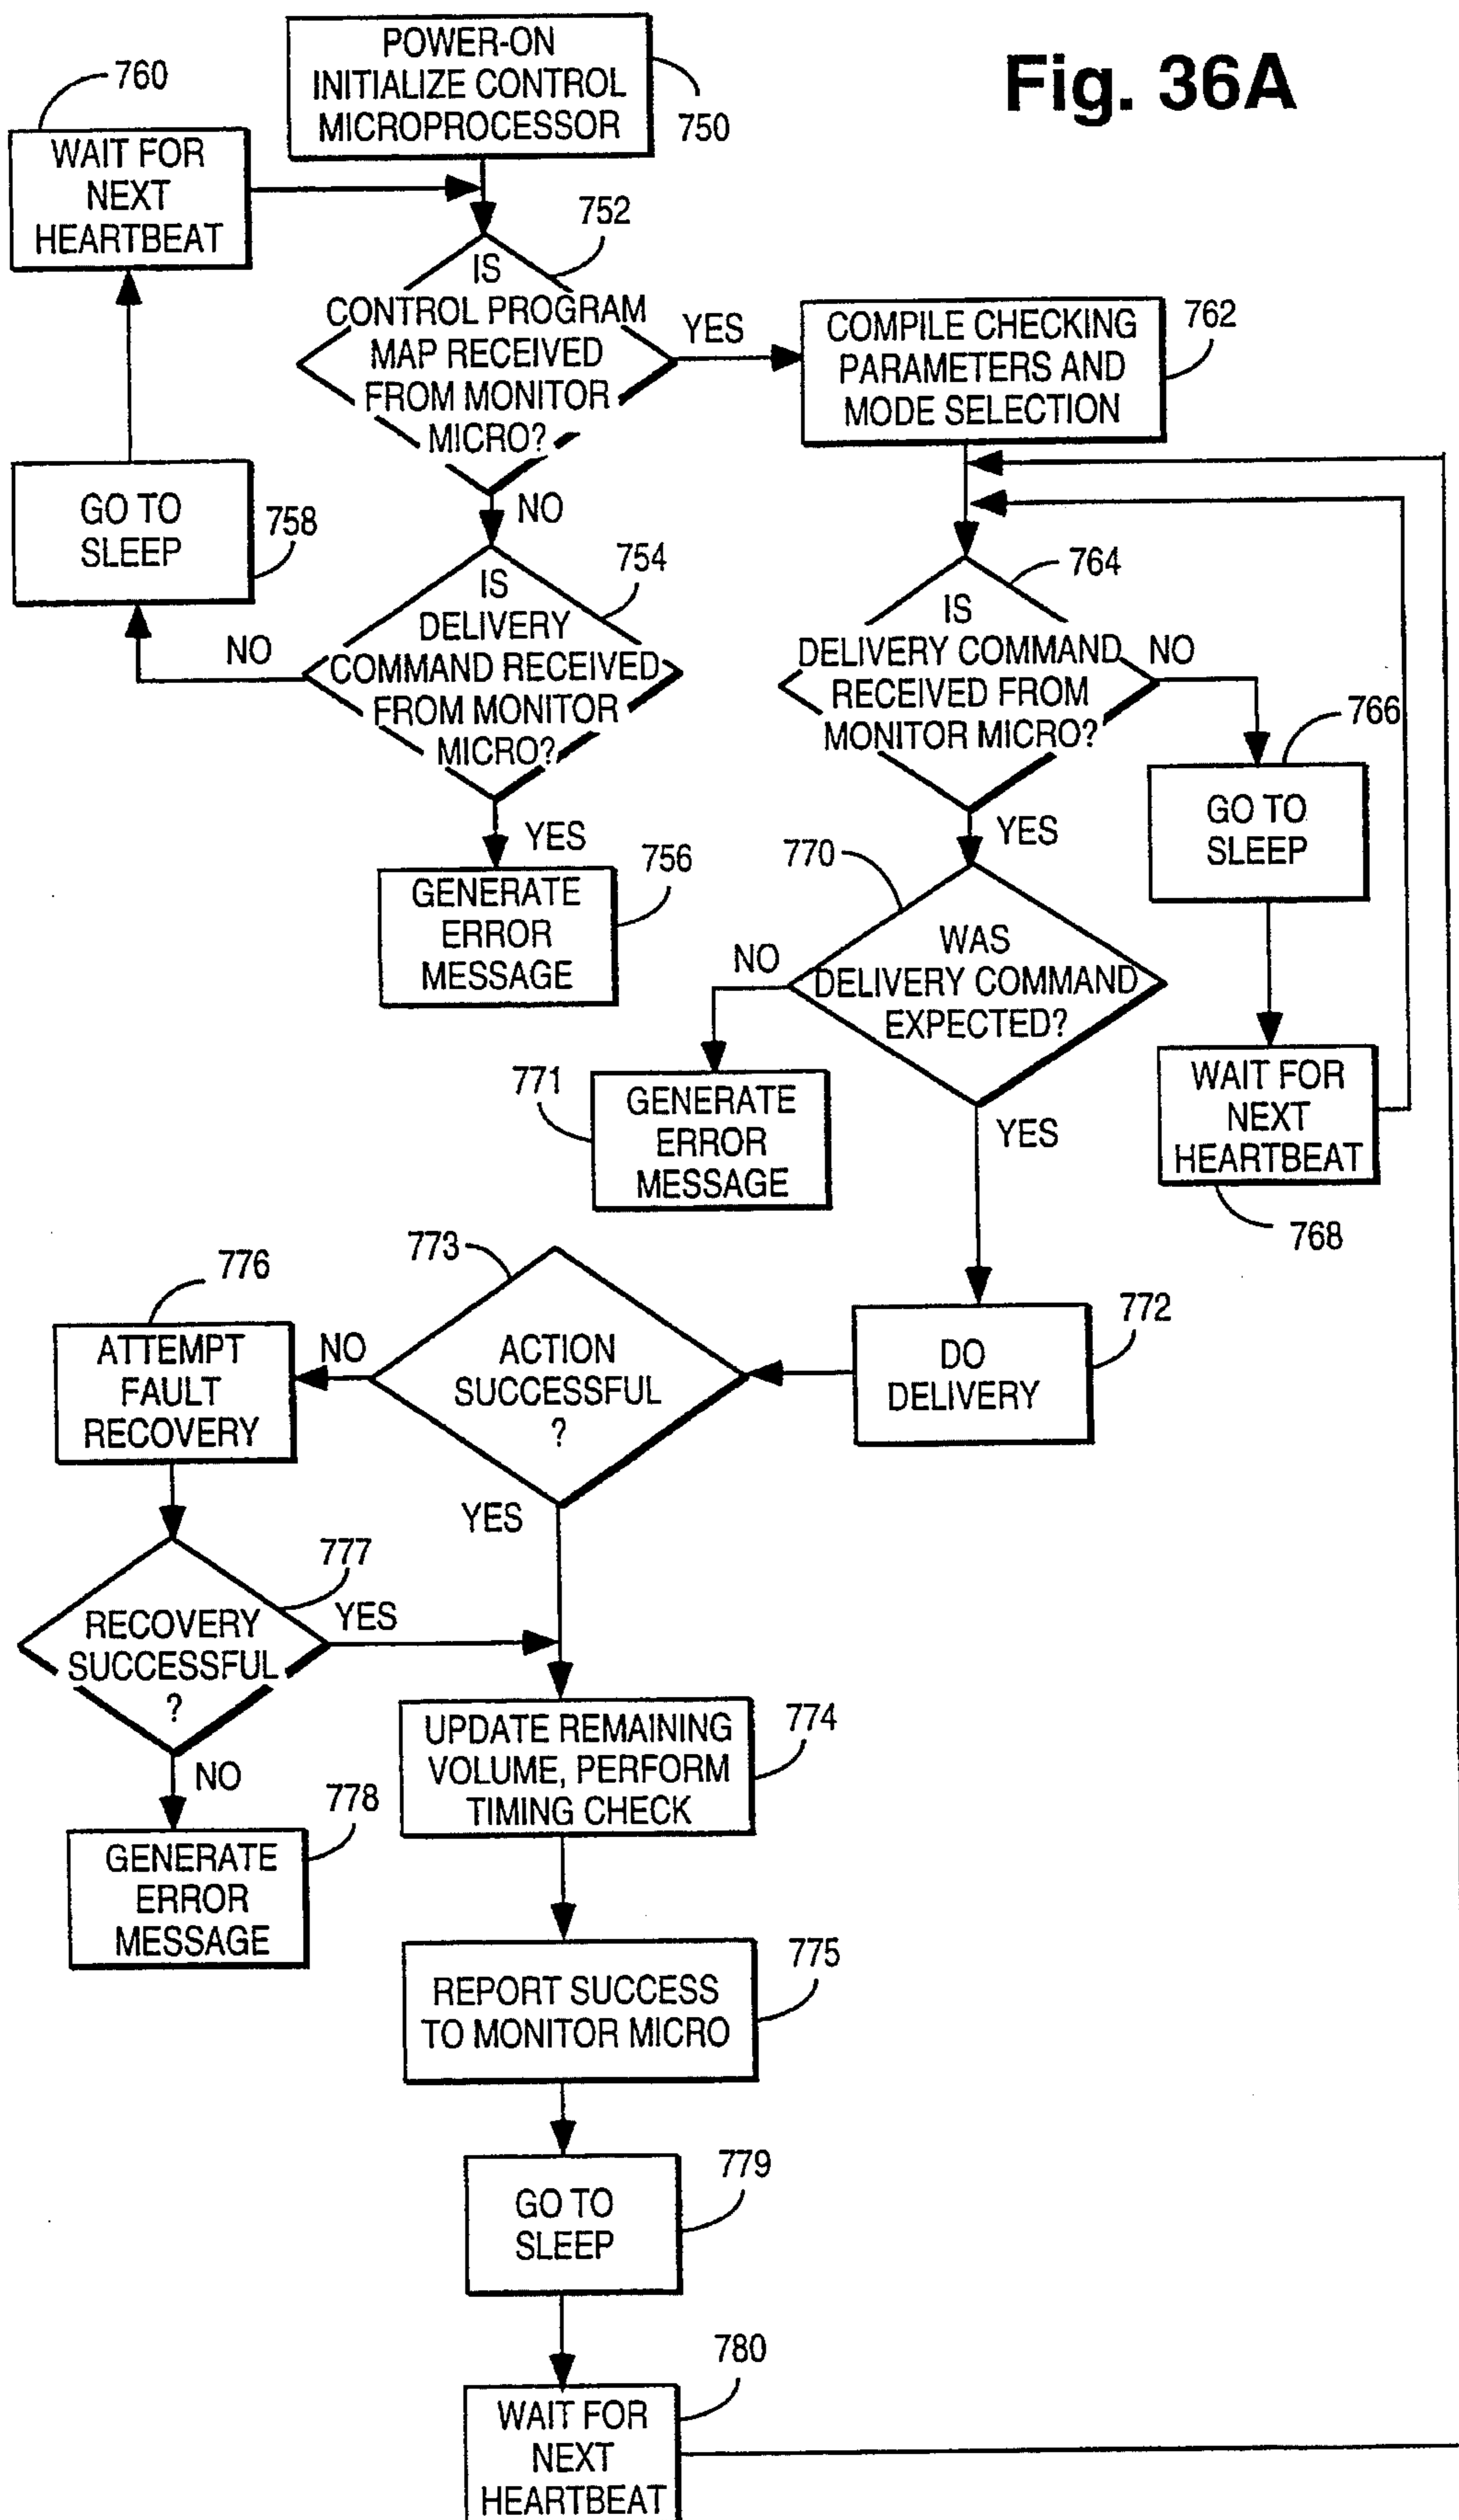 Fig. 36A
POWER-ON
INITIALIZE CONTROL
MICROPROCESSOR
750
760
WAIT FOR
NEXT
HEARTBEAT
752
IS
CONTROL PROGRAM
MAP RECEIVED
FROM MONITOR
MICRO?
YES
COMPILE CHECKING
PARAMETERS AND
MODE SELECTION
762
NO
GO TO
SLEEP
758
754
IS
DELIVERY
COMMAND RECEIVED
FROM MONITOR
MICRO?
NO
YES
GENERATE
ERROR
MESSAGE
756
764
IS
DELIVERY COMMAND
RECEIVED FROM
MONITOR MICRO?
NO
766
GO TO
SLEEP
YES
770
WAS
DELIVERY COMMAND
EXPECTED?
NO
771
GENERATE
ERROR
MESSAGE
YES
WAIT FOR
NEXT
HEARTBEAT
768
772
DO
DELIVERY
773
ACTION
SUCCESSFUL
?
NO
776
ATTEMPT
FAULT
RECOVERY
YES
777
RECOVERY
SUCCESSFUL
?
YES
NO
778
GENERATE
ERROR
MESSAGE
UPDATE REMAINING
VOLUME, PERFORM
TIMING CHECK
774
REPORT SUCCESS
TO MONITOR MICRO
775
GO TO
SLEEP
779
780
WAIT FOR
NEXT
HEARTBEAT